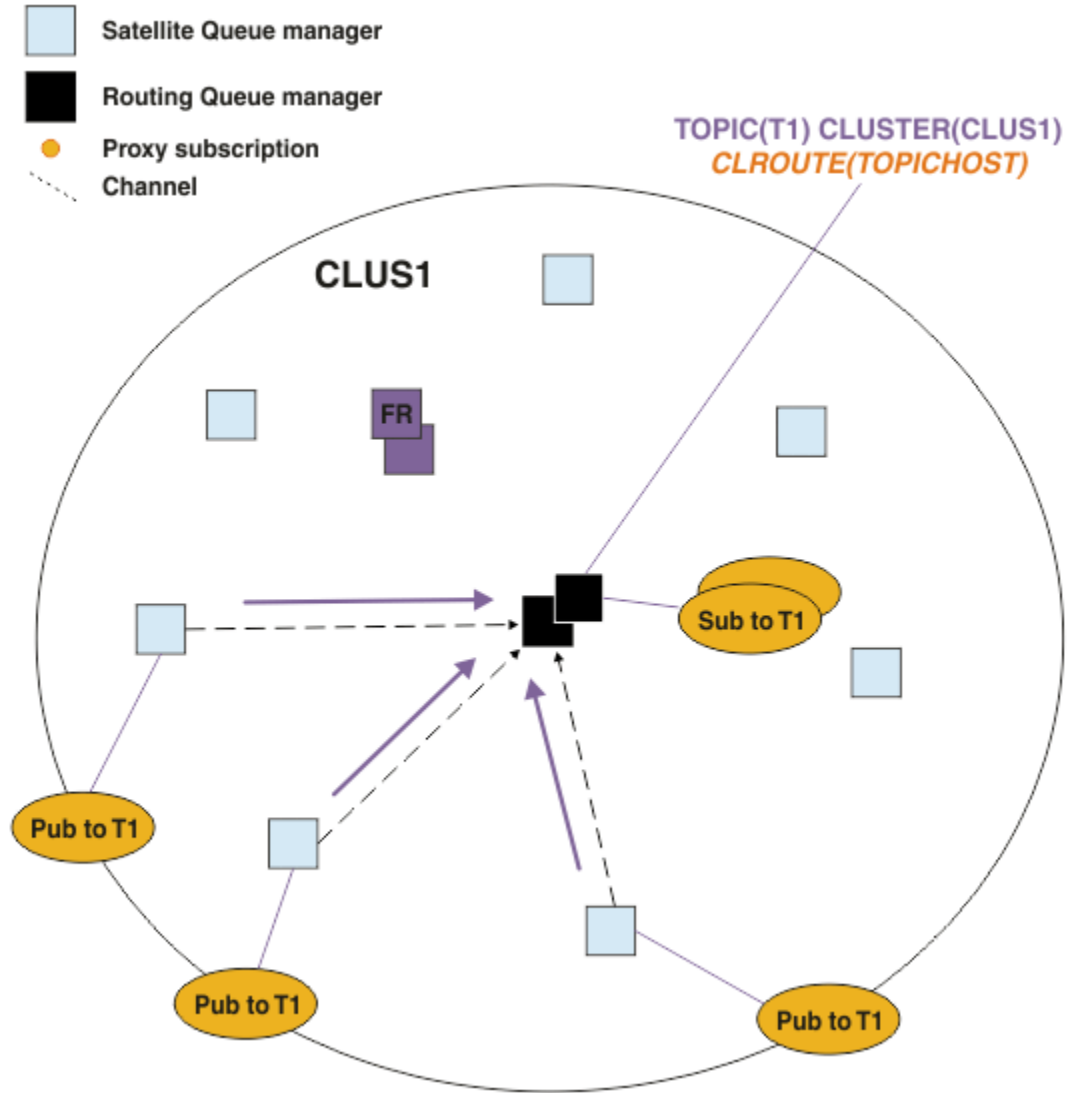 Satellite Queue manager
Routing Queue manager
Proxy subscription
Channel
TOPIC(T1) CLUSTER(CLUS1)
CLROUTE(TOPICHOST)
CLUS1
FR
Sub to T1
Pub to T1
Pub to T1
Pub to T1